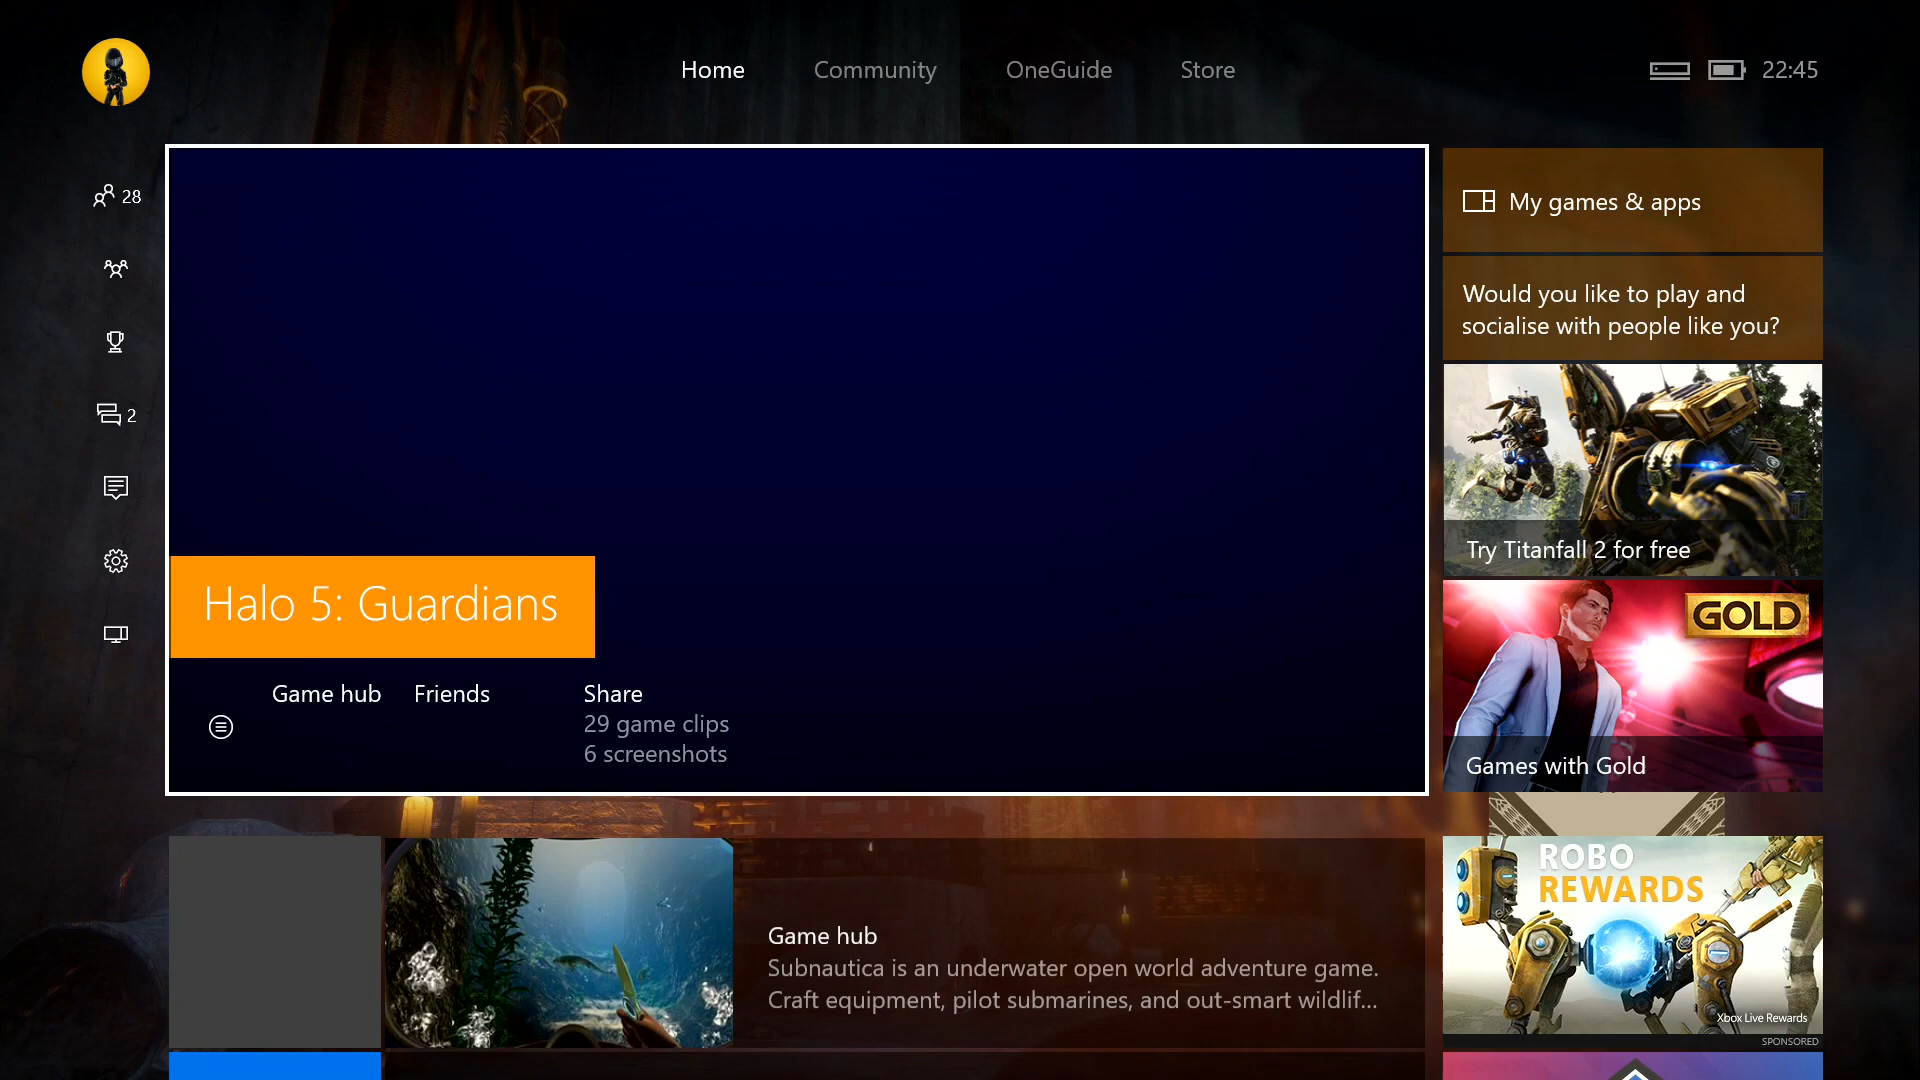 Home
Community
OneGuide
Store
22:45
28
2
Halo 5: Guardians
Game hub
Friends
Share
29 game clips
6 screenshots
My games & apps
Would you like to play and
socialise with people like you?
Try Titanfall 2 for free
GOLD
Games with Gold
Game hub
Subnautica is an underwater open world adventure game.
Craft equipment, pilot submarines, and out-smart wildlif...
ROBO
REWARDS
Xbox Live Rewards
SPONSORED